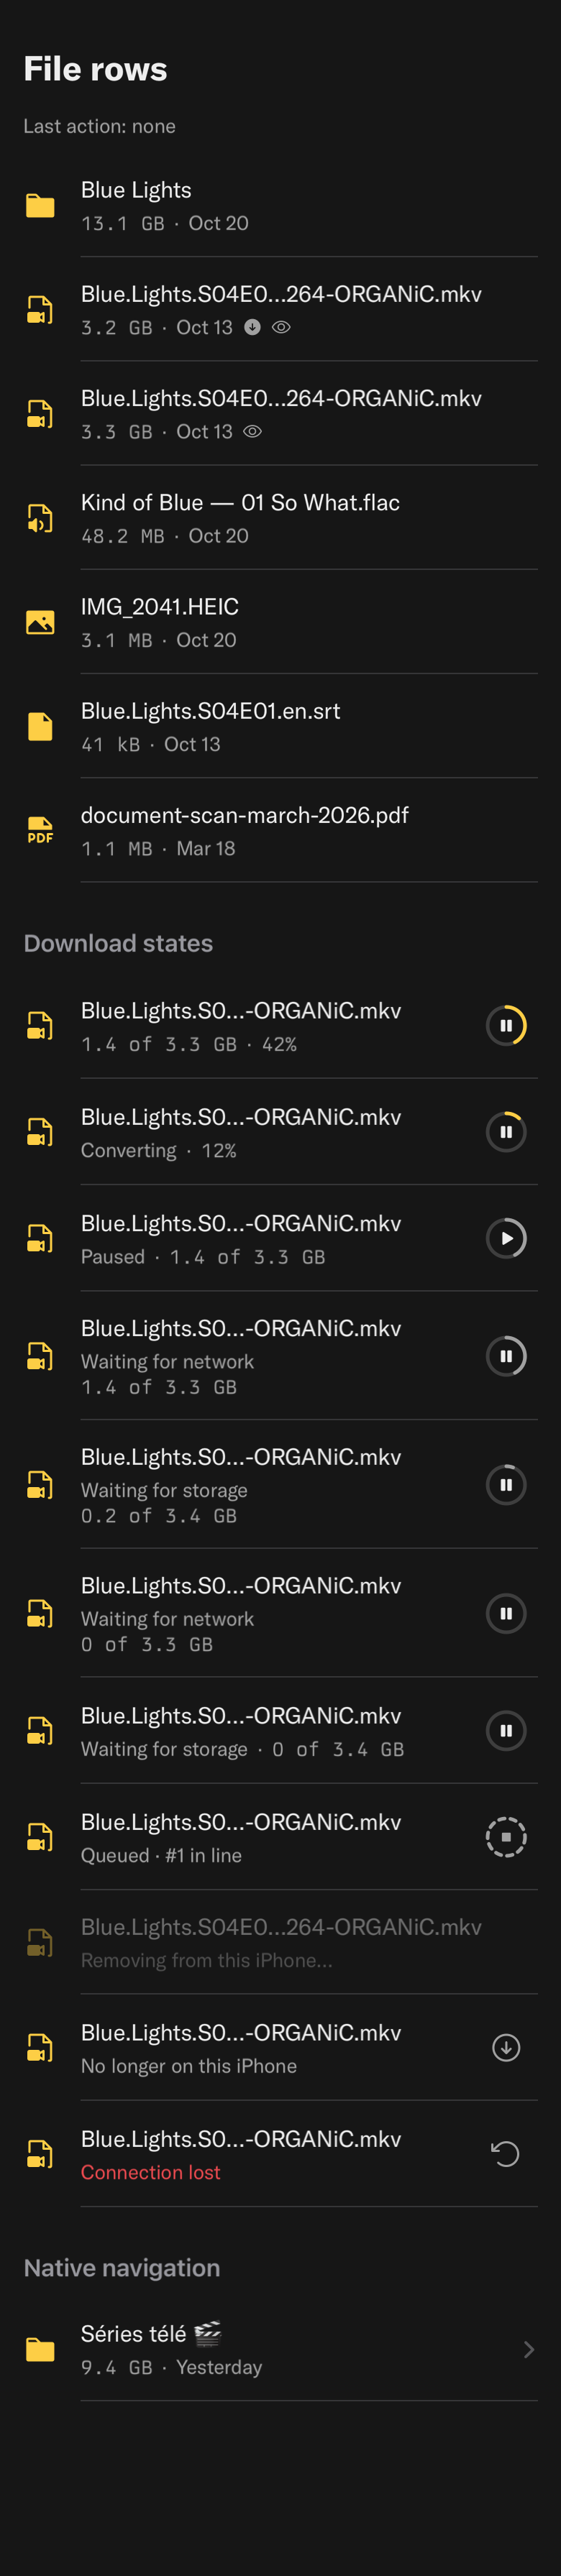 File rows
Last action: none
Blue Lights
13.1 GB · Oct 20
Blue.Lights.S04E0...264-ORGANiC.mkv
3.2 GB · Oct 13
Blue.Lights.S04E0...264-ORGANiC.mkv
3.3 GB · Oct 13
Kind of Blue — 01 So What.flac
48.2 MB · Oct 20
IMG_2041.HEIC
3.1 MB · Oct 20
Blue.Lights.S04E01.en.srt
41 kB · Oct 13
PDF
document-scan-march-2026.pdf
1.1 MB · Mar 18
Download states
Blue.Lights.S0...-ORGANiC.mkv
1.4 of 3.3 GB · 42%
Blue.Lights.S0...-ORGANiC.mkv
Converting · 12%
Blue.Lights.S0...-ORGANiC.mkv
Paused · 1.4 of 3.3 GB
Blue.Lights.S0...-ORGANiC.mkv
Waiting for network
1.4 of 3.3 GB
Blue.Lights.S0...-ORGANiC.mkv
Waiting for storage
0.2 of 3.4 GB
Blue.Lights.S0...-ORGANiC.mkv
Waiting for network
0 of 3.3 GB
Blue.Lights.S0...-ORGANiC.mkv
Waiting for storage · 0 of 3.4 GB
Blue.Lights.S0...-ORGANiC.mkv
Queued · #1 in line
Blue.Lights.S04E0...264-ORGANiC.mkv
Removing from this iPhone...
Blue.Lights.S0...-ORGANiC.mkv
No longer on this iPhone
Blue.Lights.S0...-ORGANiC.mkv
Connection lost
Native navigation
Séries télé 🎬
9.4 GB · Yesterday